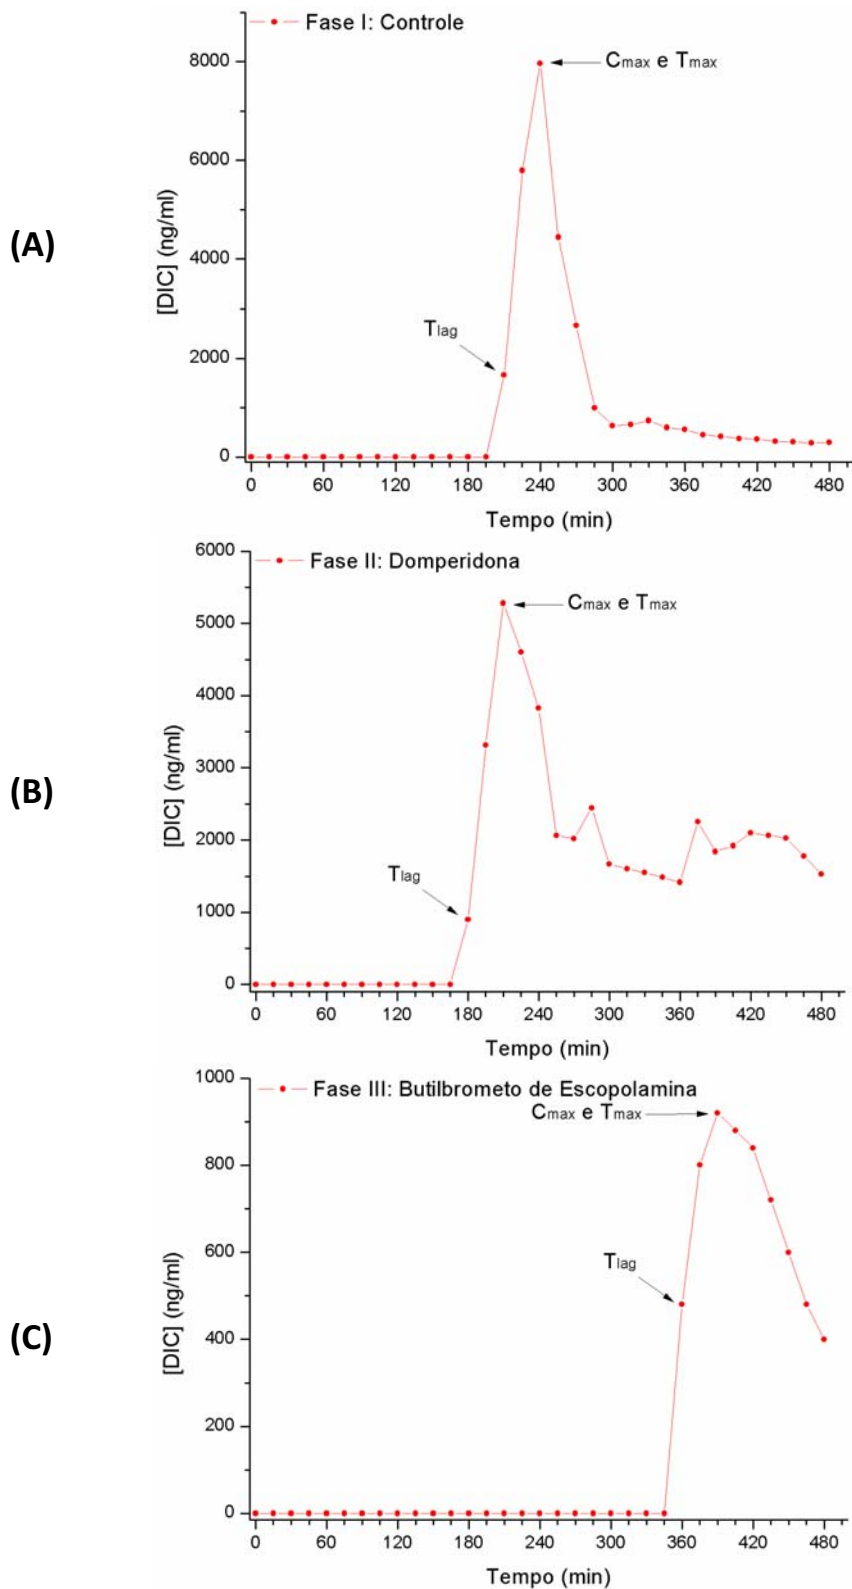 Fase I: Controle
Cmax e Tmax
8000
6000
(A)
[DIC] (ng/ml)
4000
Tlag
2000
0
0 60 120 180 240 300 360 420 480
Tempo (min)
6000
Fase II: Domperidona
Cmax e Tmax
5000
4000
(B)
[DIC] (ng/ml)
3000
2000
Tlag
1000
0
0 60 120 180 240 300 360 420 480
Tempo (min)
1000
Fase III: Butilbrometo de Escopolamina
Cmax e Tmax
800
600
Tlag
(C)
[DIC] (ng/ml)
400
200
0
0 60 120 180 240 300 360 420 480
Tempo (min)